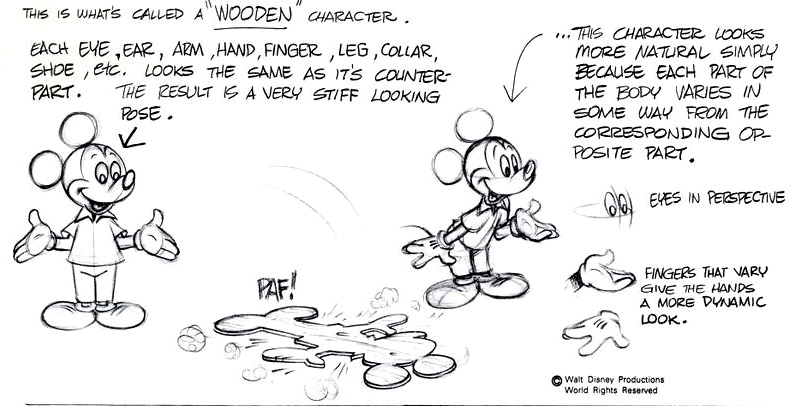 THIS IS WHAT'S CALLED A "WOODEN" CHARACTER.
EACH EYE, EAR, ARM, HAND, FINGER, LEG, COLLAR,
SHOE, etc. LOOKS THE SAME AS IT'S COUNTER-
PART. THE RESULT IS A VERY STIFF LOOKING
POSE.
...THIS CHARACTER LOOKS
MORE NATURAL SIMPLY
BECAUSE EACH PART OF
THE BODY VARIES IN
SOME WAY FROM THE
CORRESPONDING OP-
POSITE PART.
EYES IN PERSPECTIVE
FINGERS THAT VARY
GIVE THE HANDS
A MORE DYNAMIC
LOOK.
PAF!
© Walt Disney Productions
World Rights Reserved